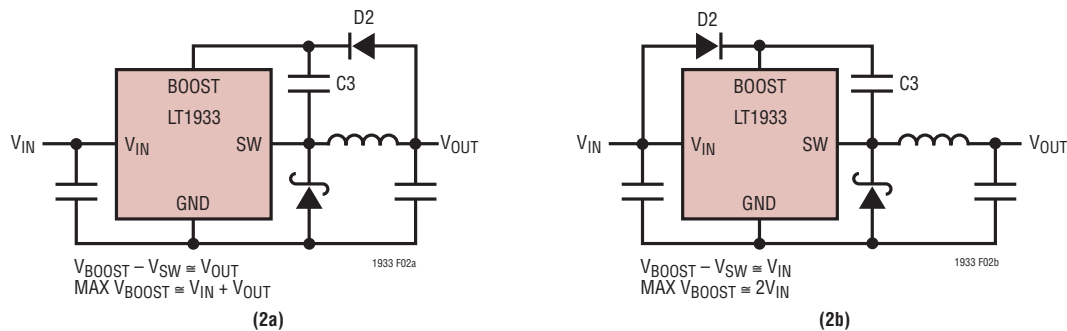 D2
BOOST
LT1933
C3
VIN
VIN
SW
VOUT
GND
VBOOST – VSW ≅ VOUT
MAX VBOOST ≅ VIN + VOUT
1933 F02a
(2a)
D2
BOOST
LT1933
C3
VIN
VIN
SW
VOUT
GND
VBOOST – VSW ≅ VIN
MAX VBOOST ≅ 2VIN
1933 F02b
(2b)